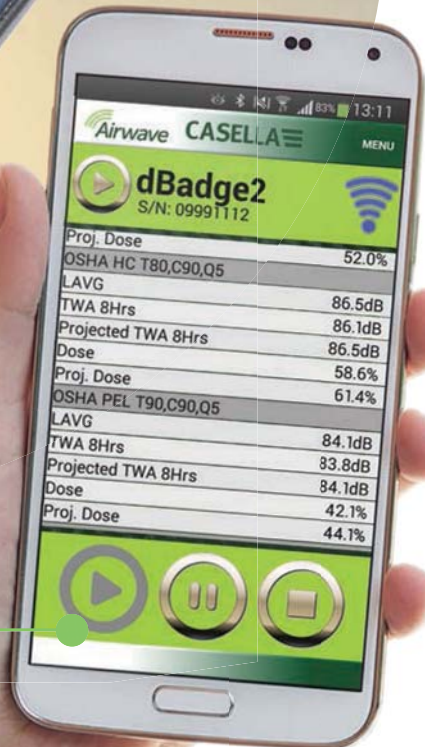 83% 13:11
Airwave CASELLA MENU
dBadge2
S/N: 09991112
Proj. Dose 52.0%
OSHA HC T80,C90,Q5
LAVG 86.5dB
TWA 8Hrs 86.1dB
Projected TWA 8Hrs 86.5dB
Dose 58.6%
Proj. Dose 61.4%
OSHA PEL T90,C90,Q5
LAVG 84.1dB
TWA 8Hrs 83.8dB
Projected TWA 8Hrs 84.1dB
Dose 42.1%
Proj. Dose 44.1%